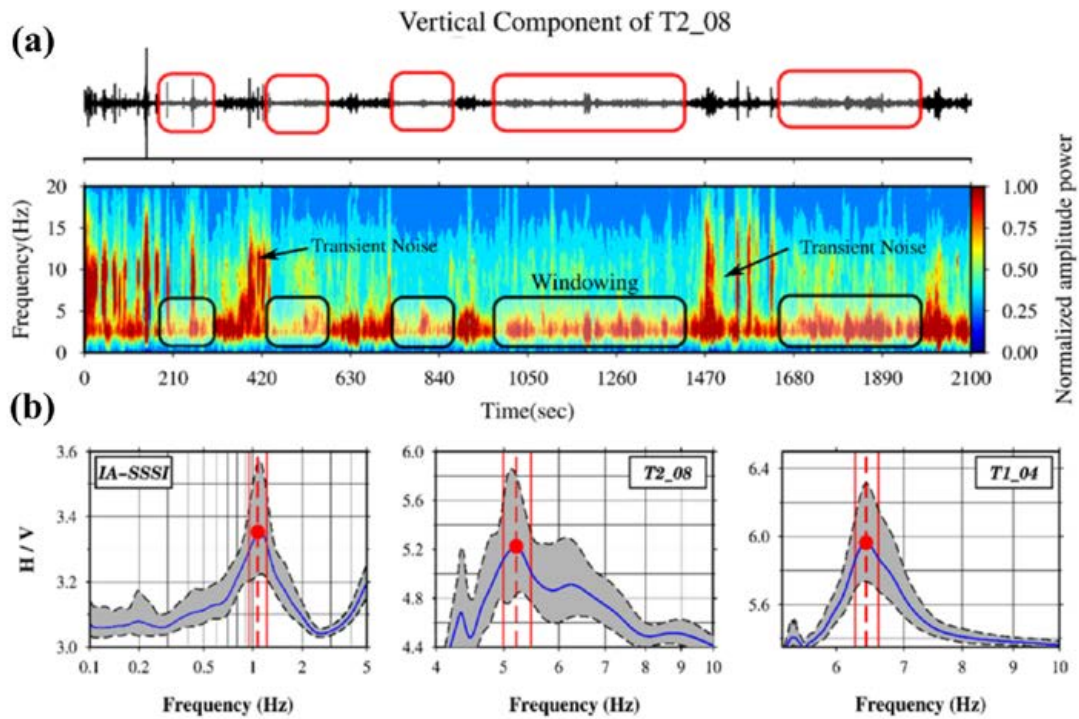 (a)
Vertical Component of T2_08
Frequency(Hz)
20
15
10
5
0
Transient Noise
Windowing
Transient Noise
1.00
0.75
0.50
0.25
0.00
Normalized amplitude power
0 210 420 630 840 1050 1260 1470 1680 1890 2100
Time(sec)
(b)
H / V
3.6
3.4
3.2
3.0
IA-SSSI
0.1 0.2 0.5 1 2 5
Frequency (Hz)
6.0
5.6
5.2
4.8
4.4
T2_08
4 5 6 7 8 9 10
Frequency (Hz)
6.4
6.0
5.6
T1_04
6 7 8 9 10
Frequency (Hz)